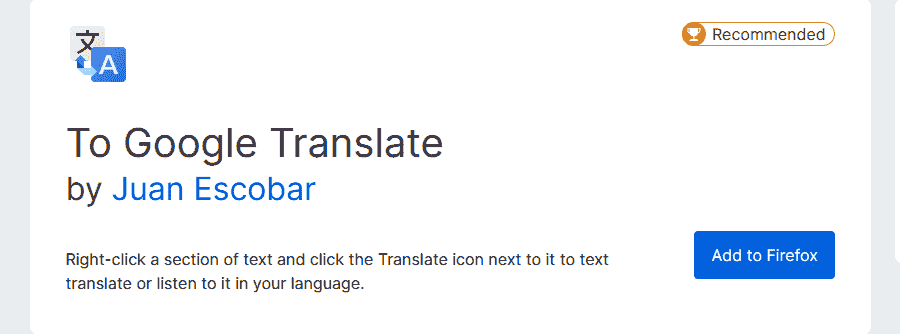 文
A
Recommended
To Google Translate
by Juan Escobar
Right-click a section of text and click the Translate icon next to it to text
translate or listen to it in your language.
Add to Firefox